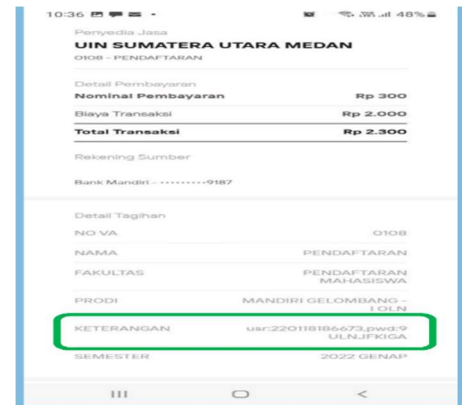 10:36
48%
Penyedia Jasa
UIN SUMATERA UTARA MEDAN
0108 - PENDAFTARAN
Detail Pembayaran
Nominal Pembayaran Rp 300
Biaya Transaksi Rp 2.000
Total Transaksi Rp 2.300
Rekening Sumber
Bank Mandiri - •••••••••9187
Detail Tagihan
NO VA 0108
NAMA PENDAFTARAN
FAKULTAS PENDAFTARAN
MAHASISWA
PRODI MANDIRI GELOMBANG -
KETERANGAN usr:220118186673,pwd:9
ULNJFKIGA
SEMESTER 2022 GENAP